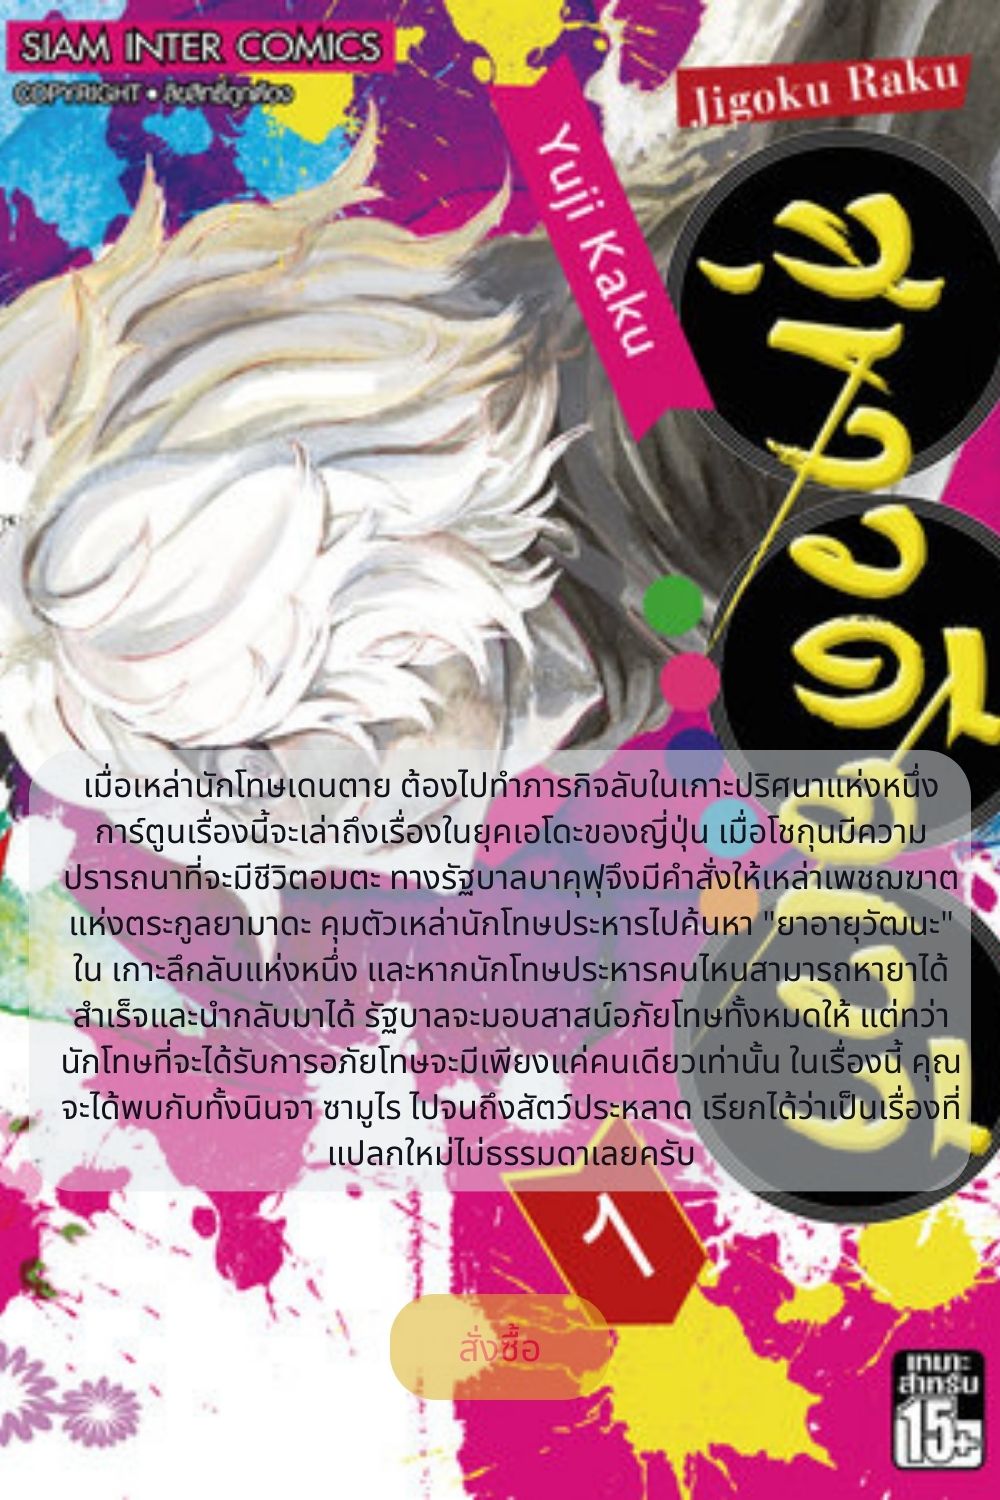 SIAM INTER COMICS
COPYRIGHT • ลิขสิทธิ์ถูกต้อง
Jigoku Raku
Yuji Kaku
เมื่อเหล่านักโทษเดนตาย ต้องไปทำภารกิจลับในเกาะปริศนาแห่งหนึ่ง
การ์ตูนเรื่องนี้จะเล่าถึงเรื่องในยุคเอโดะของญี่ปุ่น เมื่อโชกุนมีความ
ปรารถนาที่จะมีชีวิตอมตะ ทางรัฐบาลบาคุฟุจึงมีคำสั่งให้เหล่าเพชฌฆาต
แห่งตระกูลยามาดะ คุมตัวเหล่านักโทษประหารไปค้นหา "ยาอายุวัฒนะ"
ใน เกาะลึกลับแห่งหนึ่ง และหากนักโทษประหารคนไหนสามารถหายาได้
สำเร็จและนำกลับมาได้ รัฐบาลจะมอบสาสน์อภัยโทษทั้งหมดให้ แต่ทว่า
นักโทษที่จะได้รับการอภัยโทษจะมีเพียงแค่คนเดียวเท่านั้น ในเรื่องนี้ คุณ
จะได้พบกับทั้งนินจา ซามูไร ไปจนถึงสัตว์ประหลาด เรียกได้ว่าเป็นเรื่องที่
แปลกใหม่ไม่ธรรมดาเลยครับ
1
สั่งซื้อ
เหมาะ
สำหรับ
15+